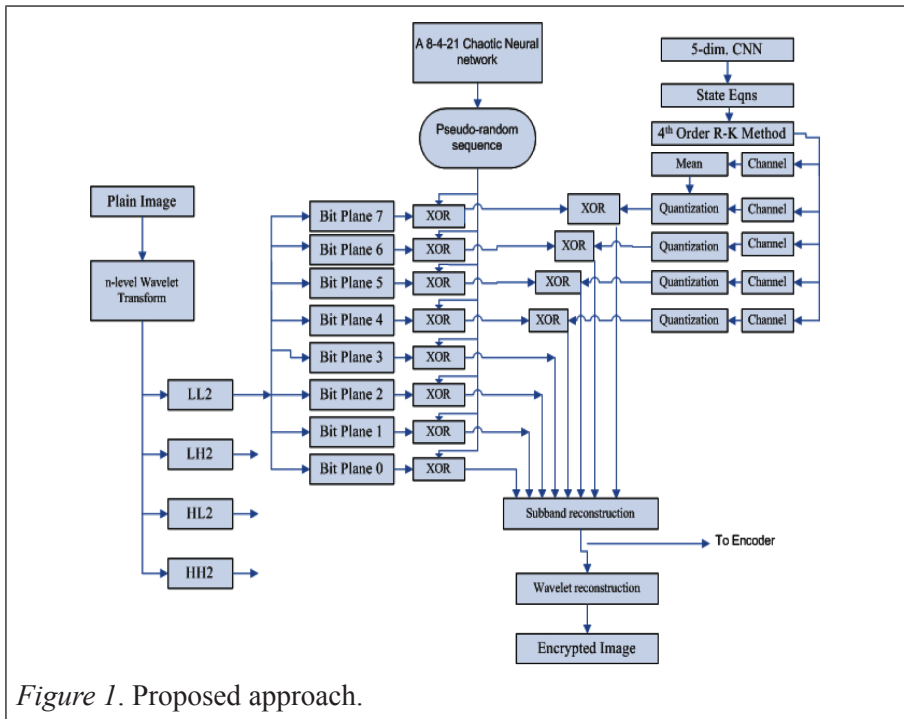 A 8-4-21 Chaotic Neural
network
Pseudo-random
sequence
5-dim. CNN
State Eqns
4th Order R-K Method
Mean
Channel
Plain Image
n-level Wavelet
Transform
Bit Plane 7
XOR
XOR
Quantization
Channel
Bit Plane 6
XOR
XOR
Quantization
Channel
Bit Plane 5
XOR
XOR
Quantization
Channel
Bit Plane 4
XOR
XOR
Quantization
Channel
Bit Plane 3
XOR
LL2
Bit Plane 2
XOR
Bit Plane 1
XOR
LH2
Bit Plane 0
XOR
HL2
HH2
Subband reconstruction
To Encoder
Wavelet reconstruction
Encrypted Image
Figure 1. Proposed approach.